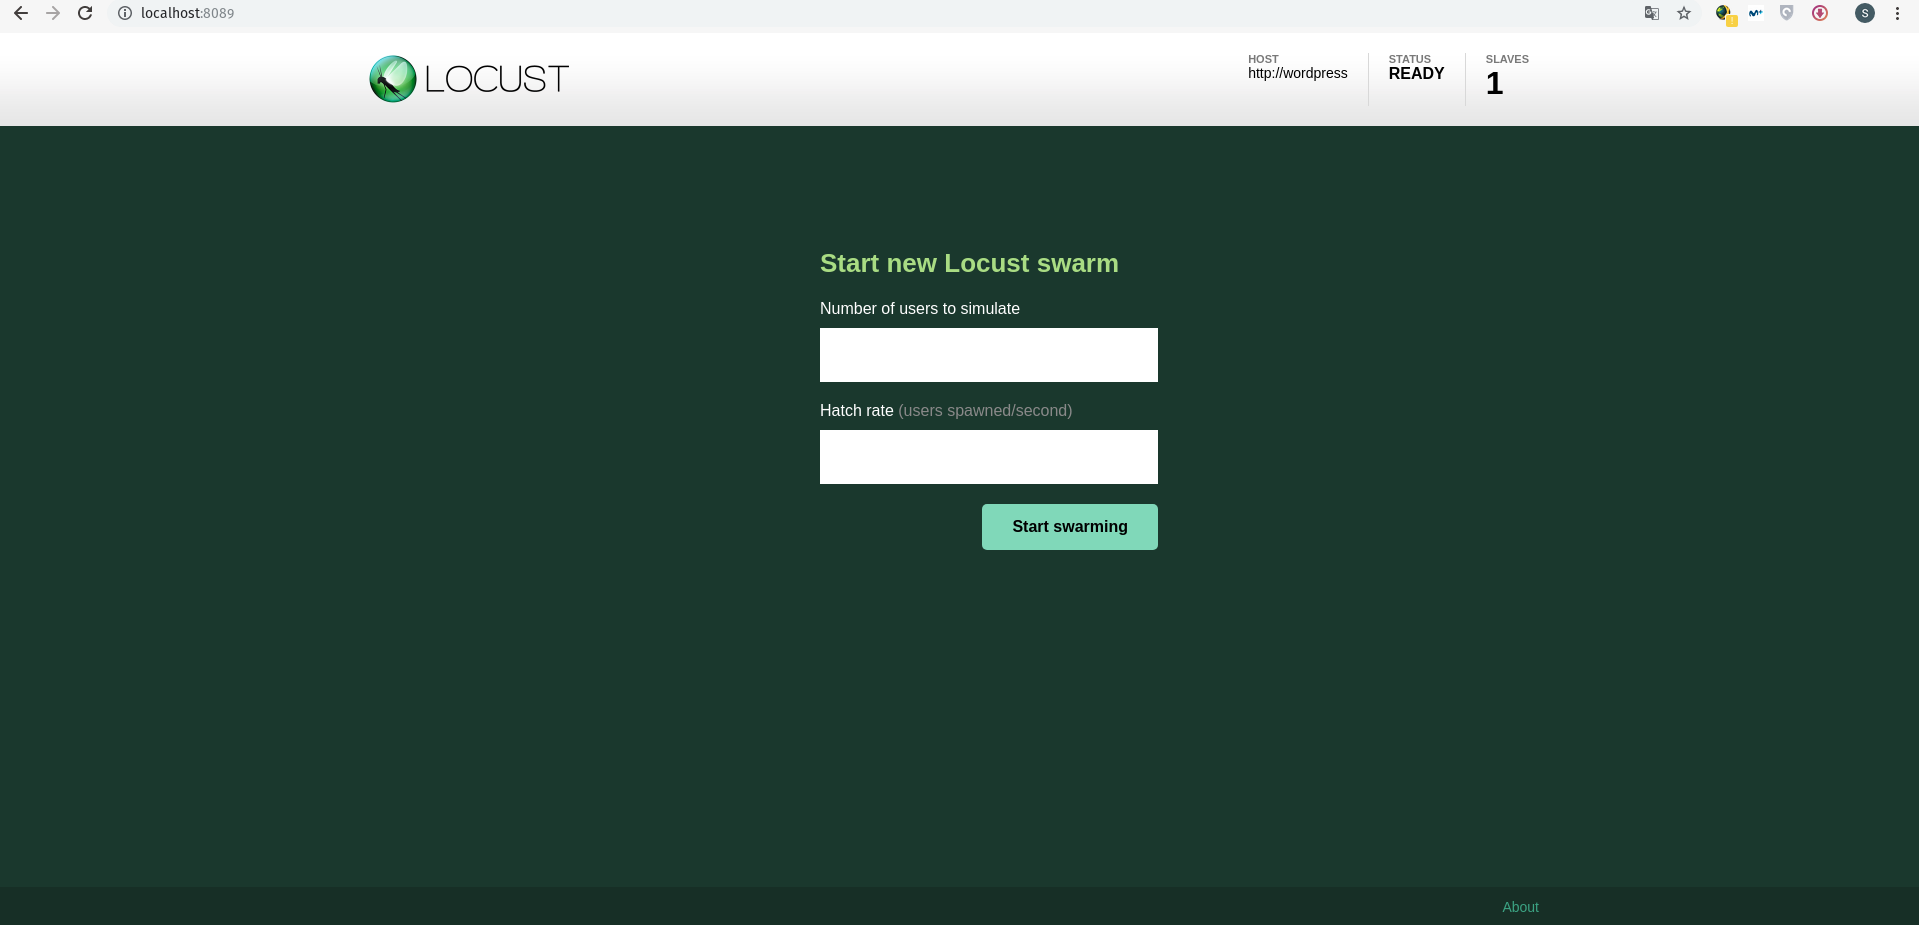 localhost:8089
S
LOCUST
HOST
http://wordpress
STATUS
READY
SLAVES
1
Start new Locust swarm
Number of users to simulate
Hatch rate (users spawned/second)
Start swarming
About